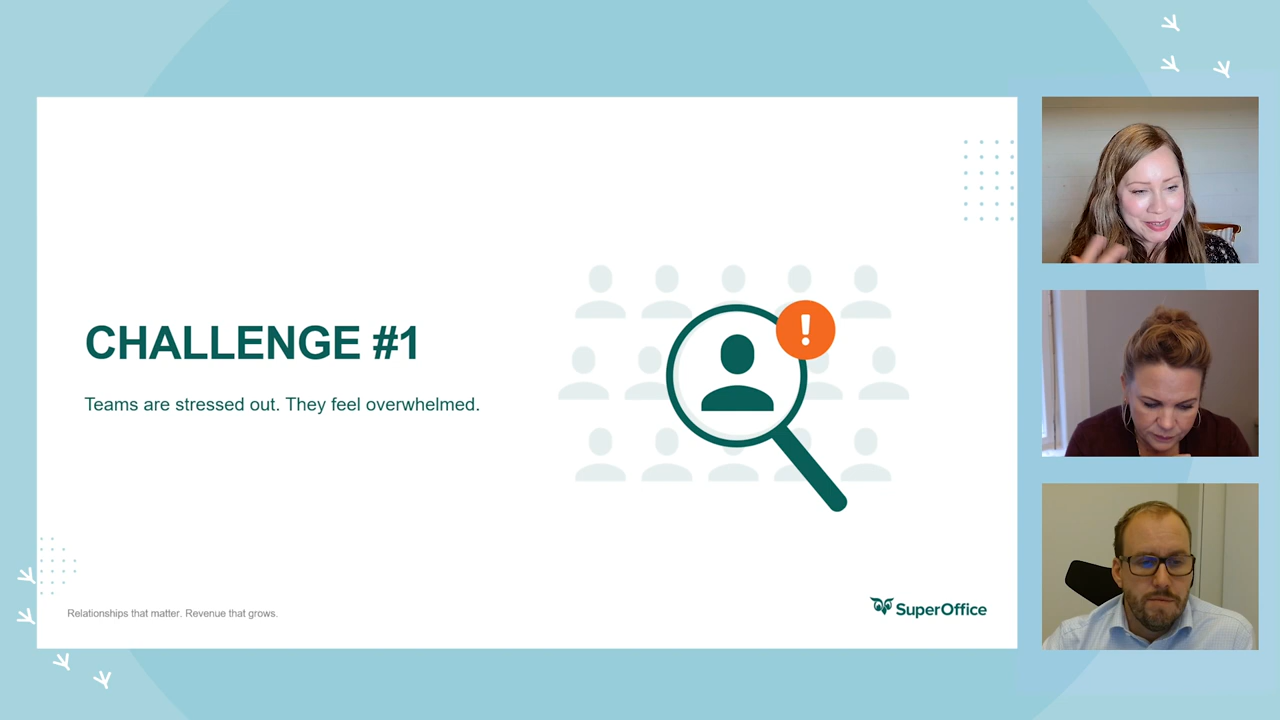 CHALLENGE #1
Teams are stressed out. They feel overwhelmed.
!
Relationships that matter. Revenue that grows.
SuperOffice